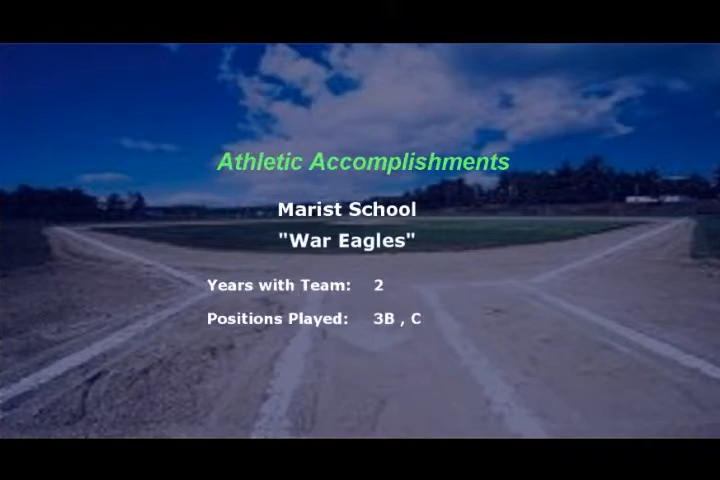 Athletic Accomplishments
Marist School
"War Eagles"
Years with Team: 2
Positions Played: 3B , C